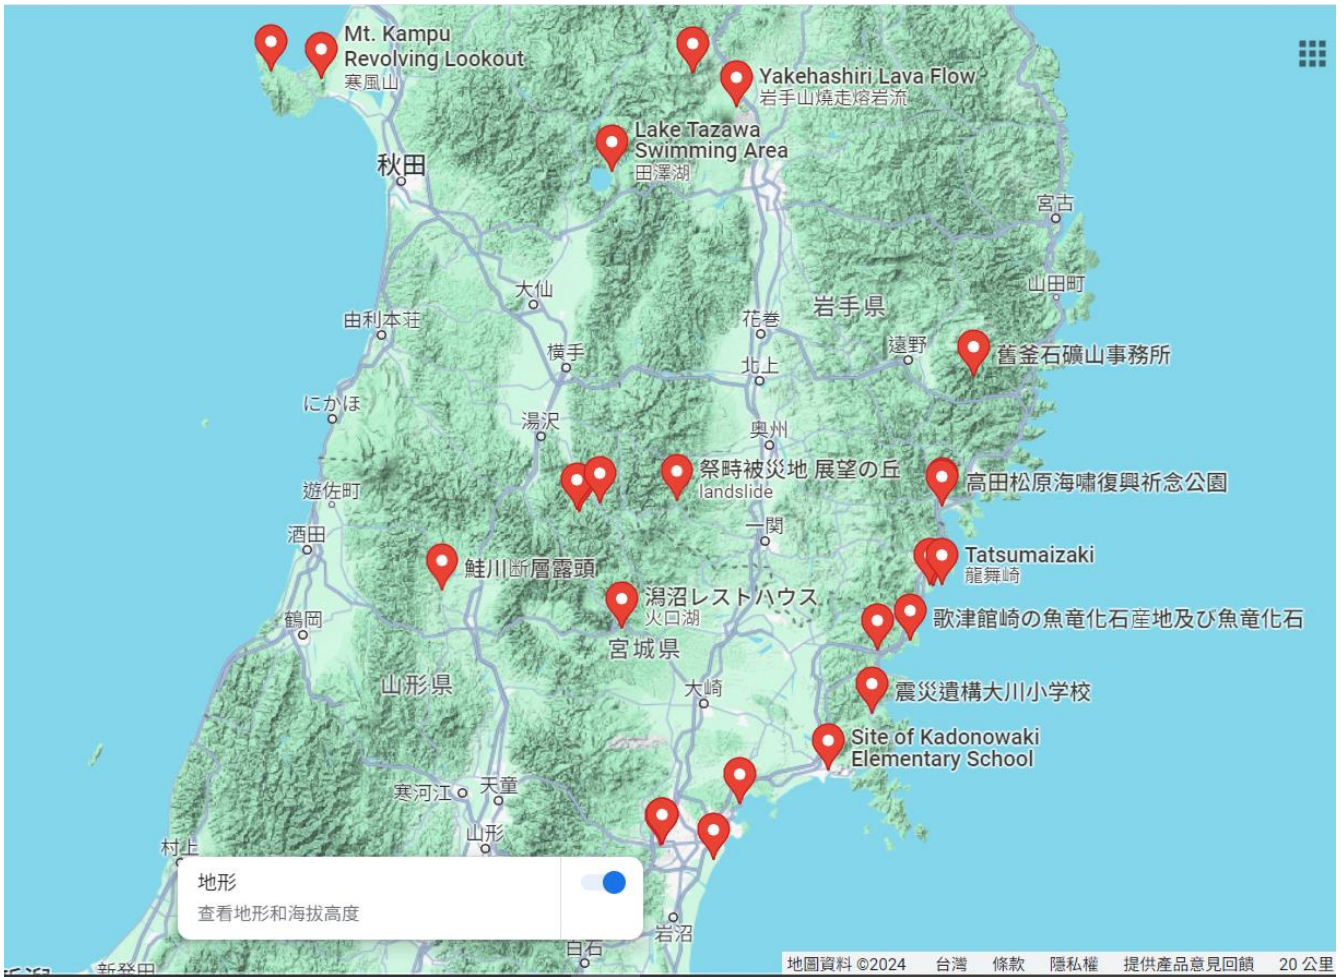 Mt. Kampu
Revolving Lookout
寒風山
Yakehashiri Lava Flow
岩手山燒走熔岩流
Lake Tazawa
Swimming Area
田澤湖
秋田
宮古
大仙
山田町
岩手県
由利本荘
花巻
横手
遠野
舊釜石礦山事務所
北上
にかほ
湯沢
奥州
祭畤被災地 展望の丘
landslide
高田松原海嘯復興祈念公園
遊佐町
酒田
一関
鮭川断層露頭
Tatsumaizaki
龍舞崎
潟沼レストハウス
火口湖
鶴岡
歌津館崎の魚竜化石産地及び魚竜化石
宮城県
山形県
大崎
震災遺構大川小学校
Site of Kadonowaki
Elementary School
寒河江
天童
山形
村上
地形
查看地形和海拔高度
岩沼
白石
新発田
地圖資料 ©2024 台灣 條款 隱私權 提供產品意見回饋 20 公里